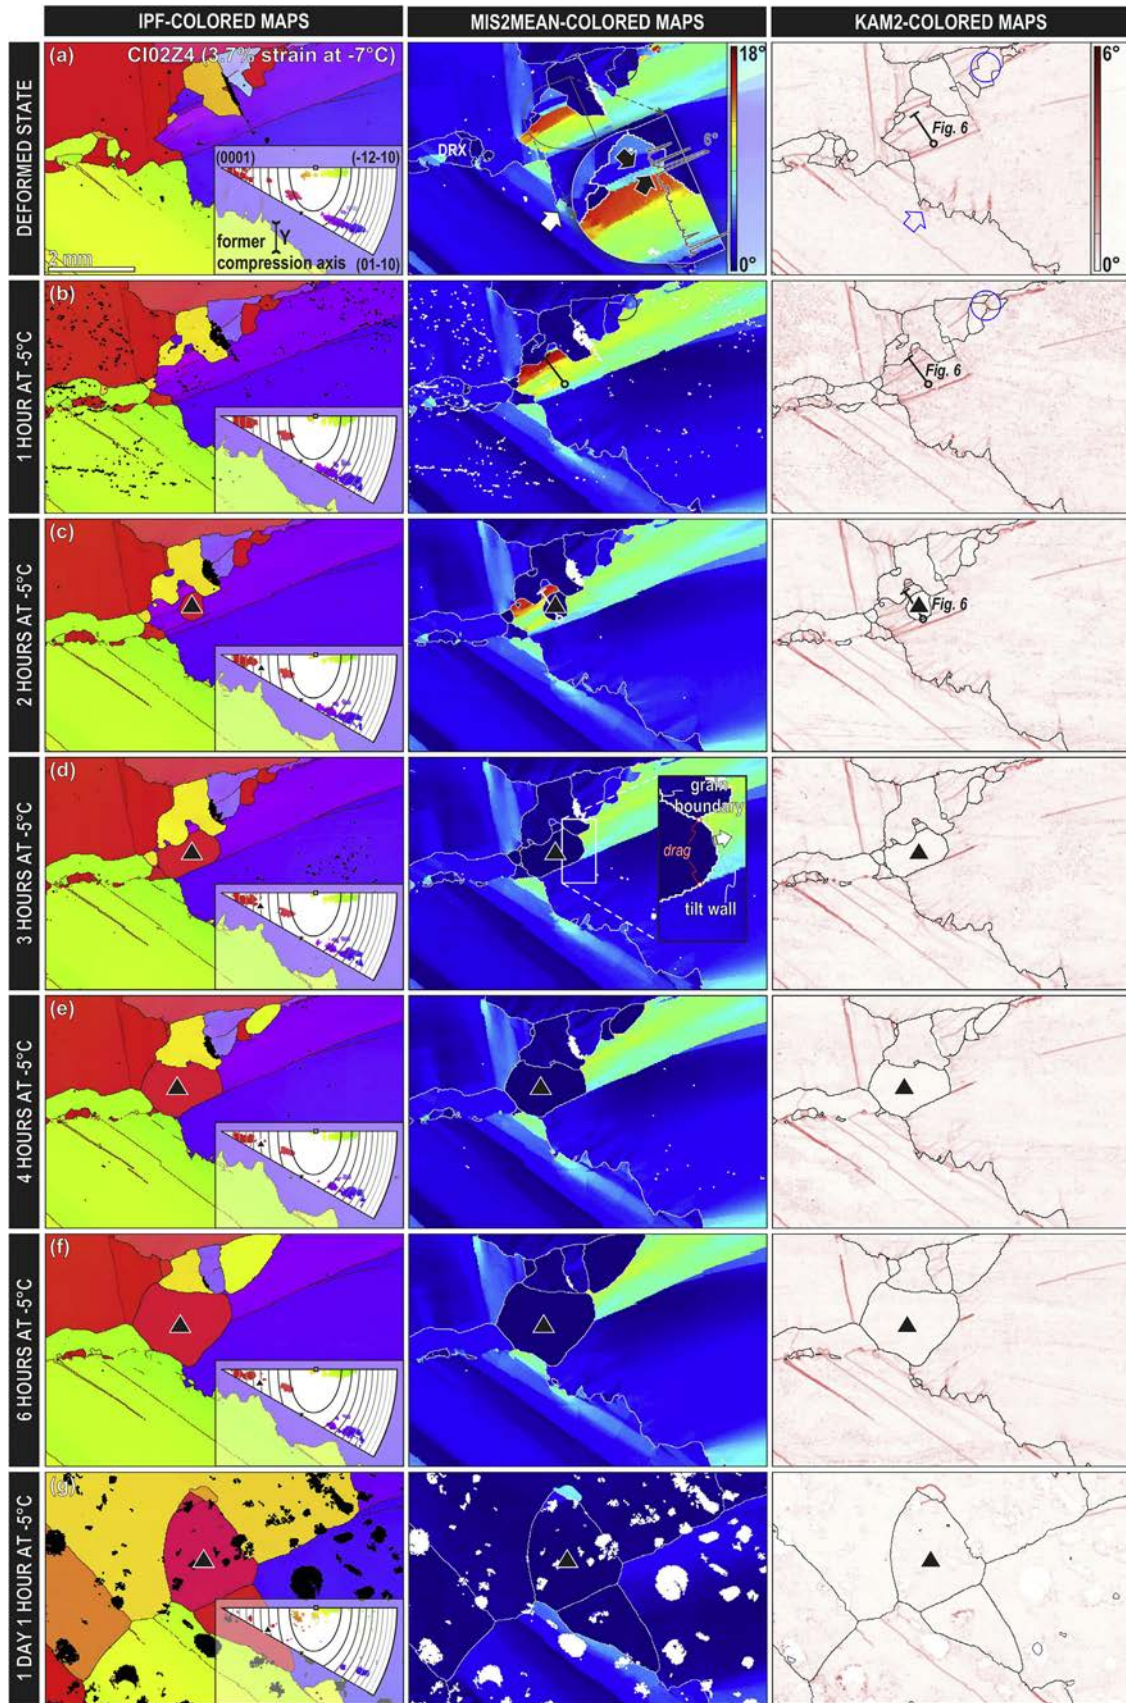 IPF-COLORED MAPS
MIS2MEAN-COLORED MAPS
KAM2-COLORED MAPS
DEFORMED STATE
(a)
CI02Z4 (3.7% strain at -7°C)
(0001)
(-12-10)
former
compression axis
Y
(01-10)
2 mm
DRX
6°
18°
0°
Fig. 6
6°
0°
1 HOUR AT -5°C
(b)
Fig. 6
2 HOURS AT -5°C
(c)
Fig. 6
3 HOURS AT -5°C
(d)
grain
boundary
drag
tilt wall
4 HOURS AT -5°C
(e)
6 HOURS AT -5°C
(f)
1 DAY 1 HOUR AT -5°C
(g)